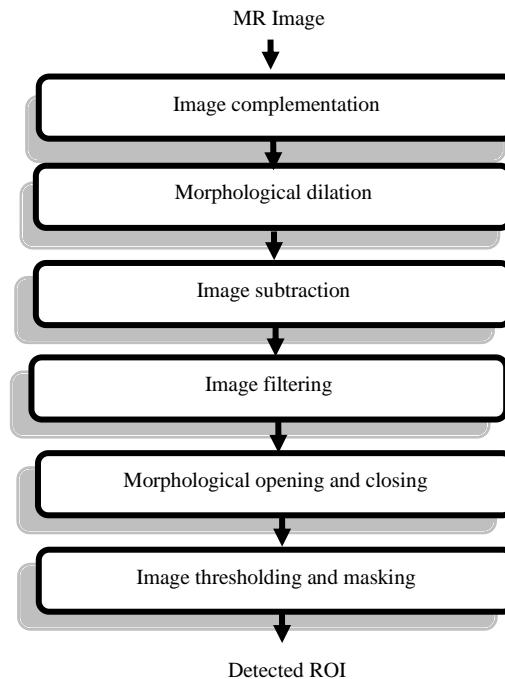 MR Image
Image complementation
Morphological dilation
Image subtraction
Image filtering
Morphological opening and closing
Image thresholding and masking
Detected ROI